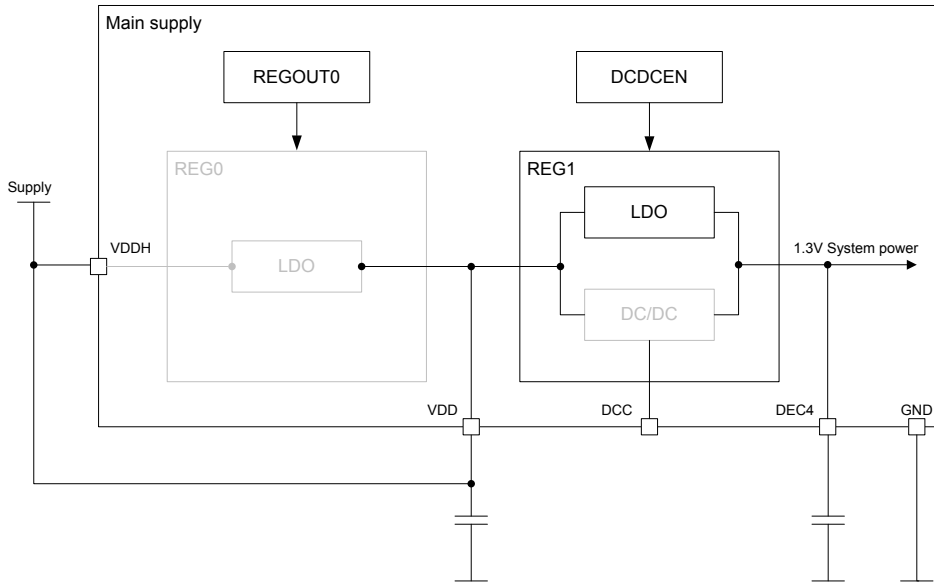 Main supply
REGOUT0
DCDCEN
REG0
REG1
Supply
LDO
VDDH
1.3V System power
LDO
DC/DC
VDD
DCC
DEC4
GND